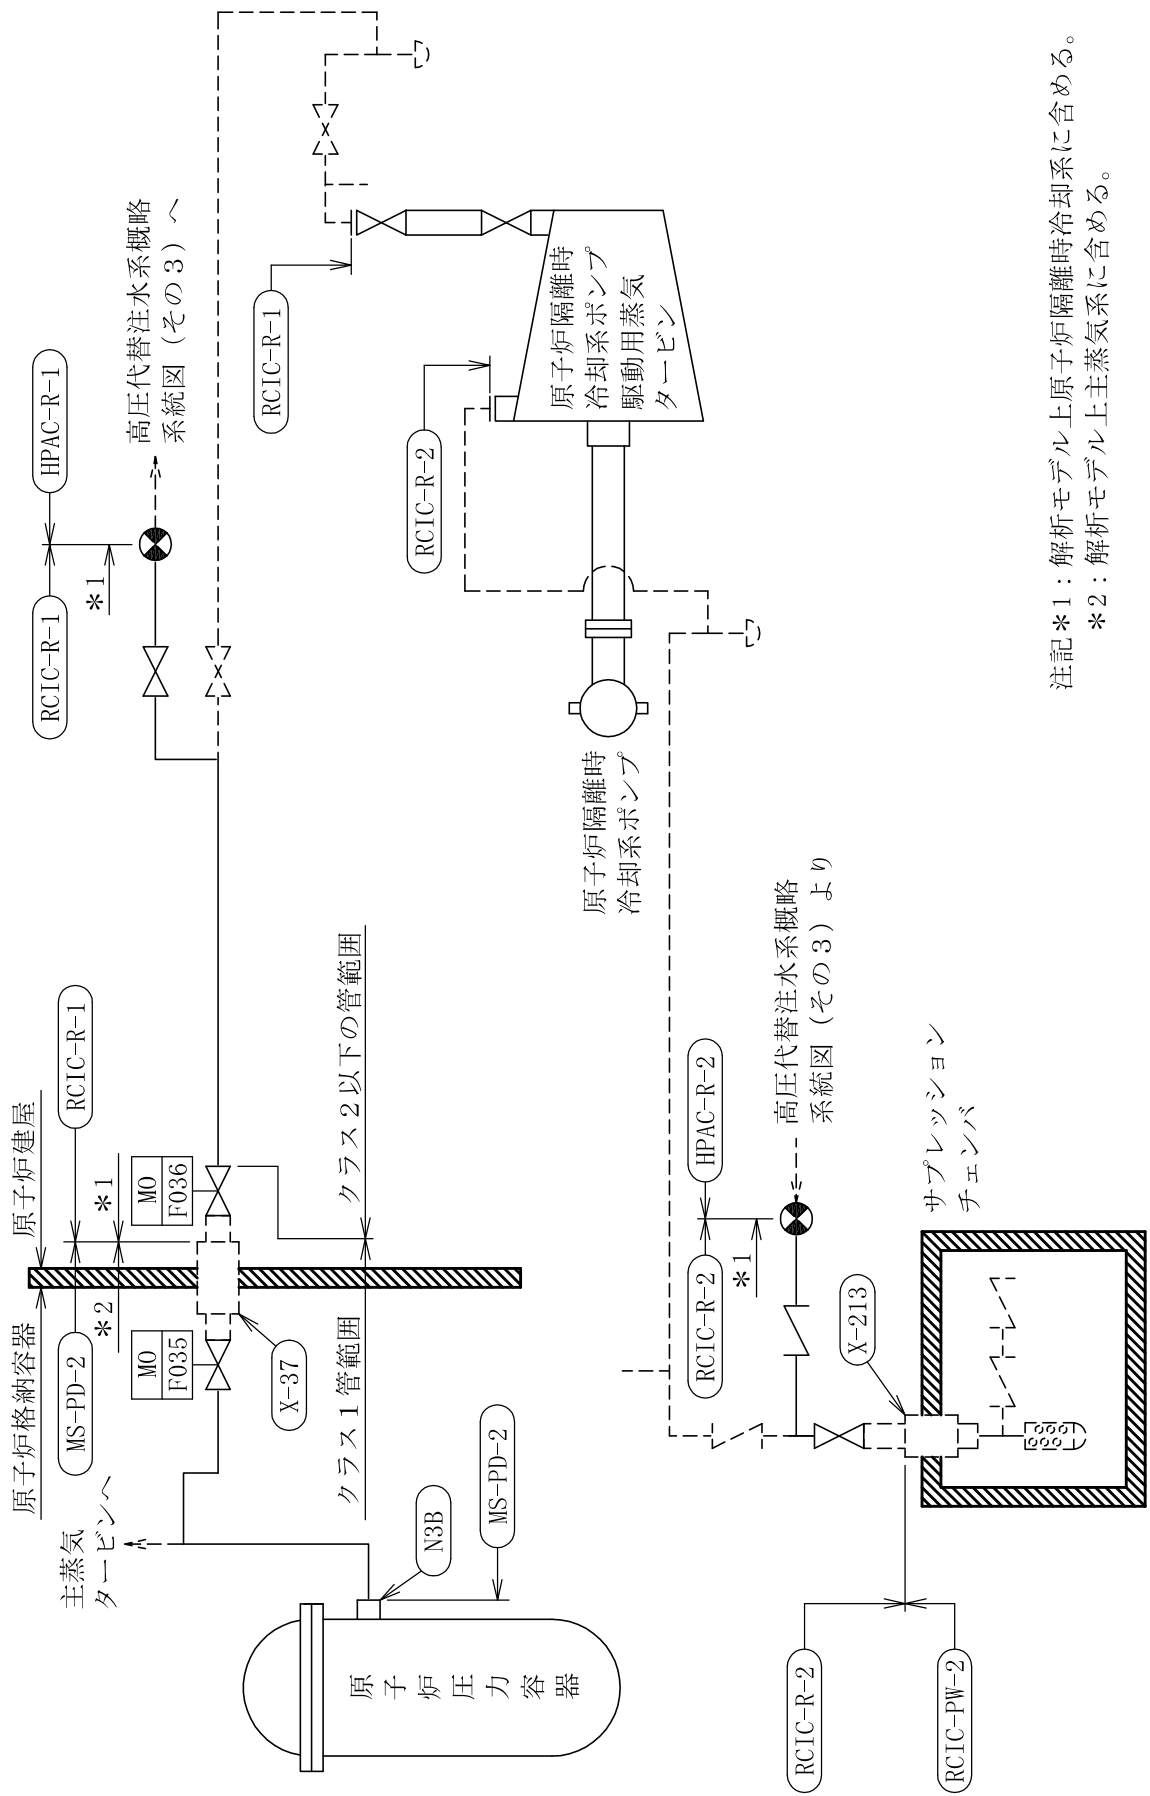 原子炉格納容器
原子炉建屋
MS-PD-2
RCIC-R-1
RCIC-R-1
HPAC-R-1
*2
*1
*1
主蒸気
タービンへ
高圧代替注水系概略
系統図（その３）へ
MO
F035
MO
F036
X-37
クラス１管範囲
クラス２以下の管範囲
RCIC-R-1
原子炉圧力容器
N3B
MS-PD-2
RCIC-R-2
原子炉隔離時
冷却系ポンプ
駆動用蒸気
タービン
原子炉隔離時
冷却系ポンプ
RCIC-R-2
HPAC-R-2
*1
高圧代替注水系概略
系統図（その３）より
X-213
サプレッション
チェンバ
RCIC-R-2
RCIC-PW-2
注記*1：解析モデル上原子炉隔離時冷却系に含める。
*2：解析モデル上主蒸気系に含める。